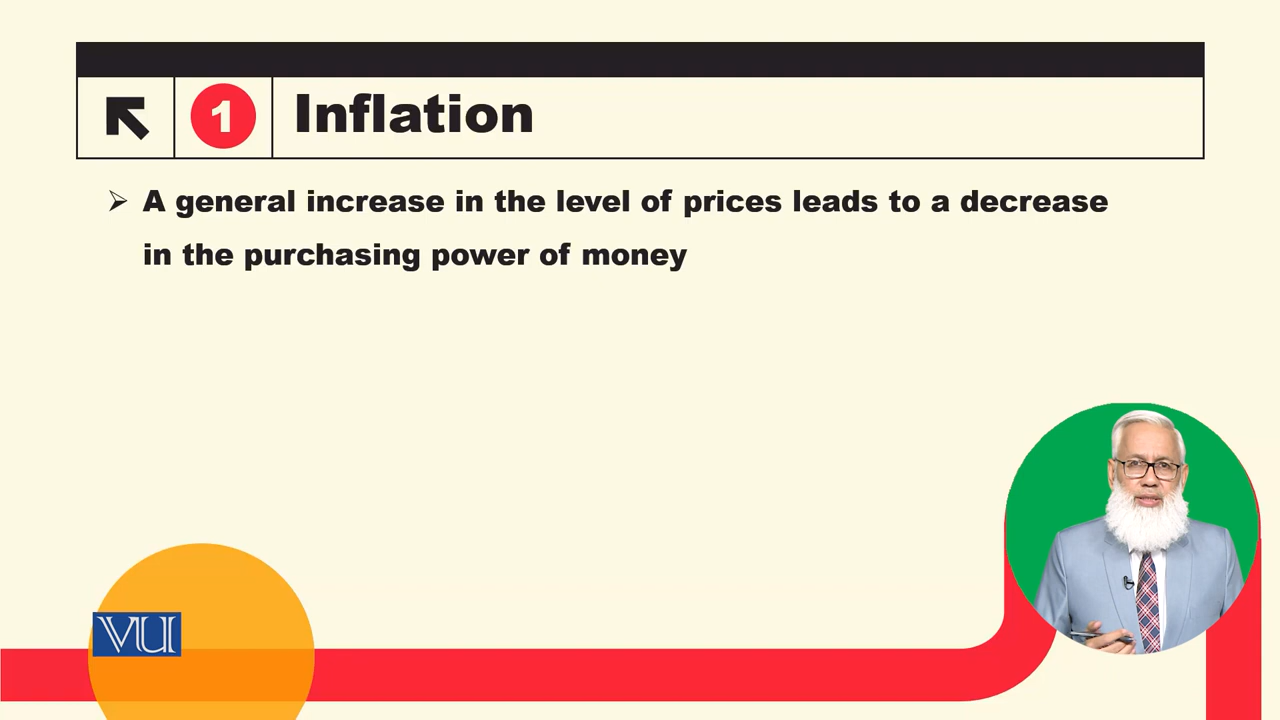 1
Inflation
➢ A general increase in the level of prices leads to a decrease
in the purchasing power of money
VU